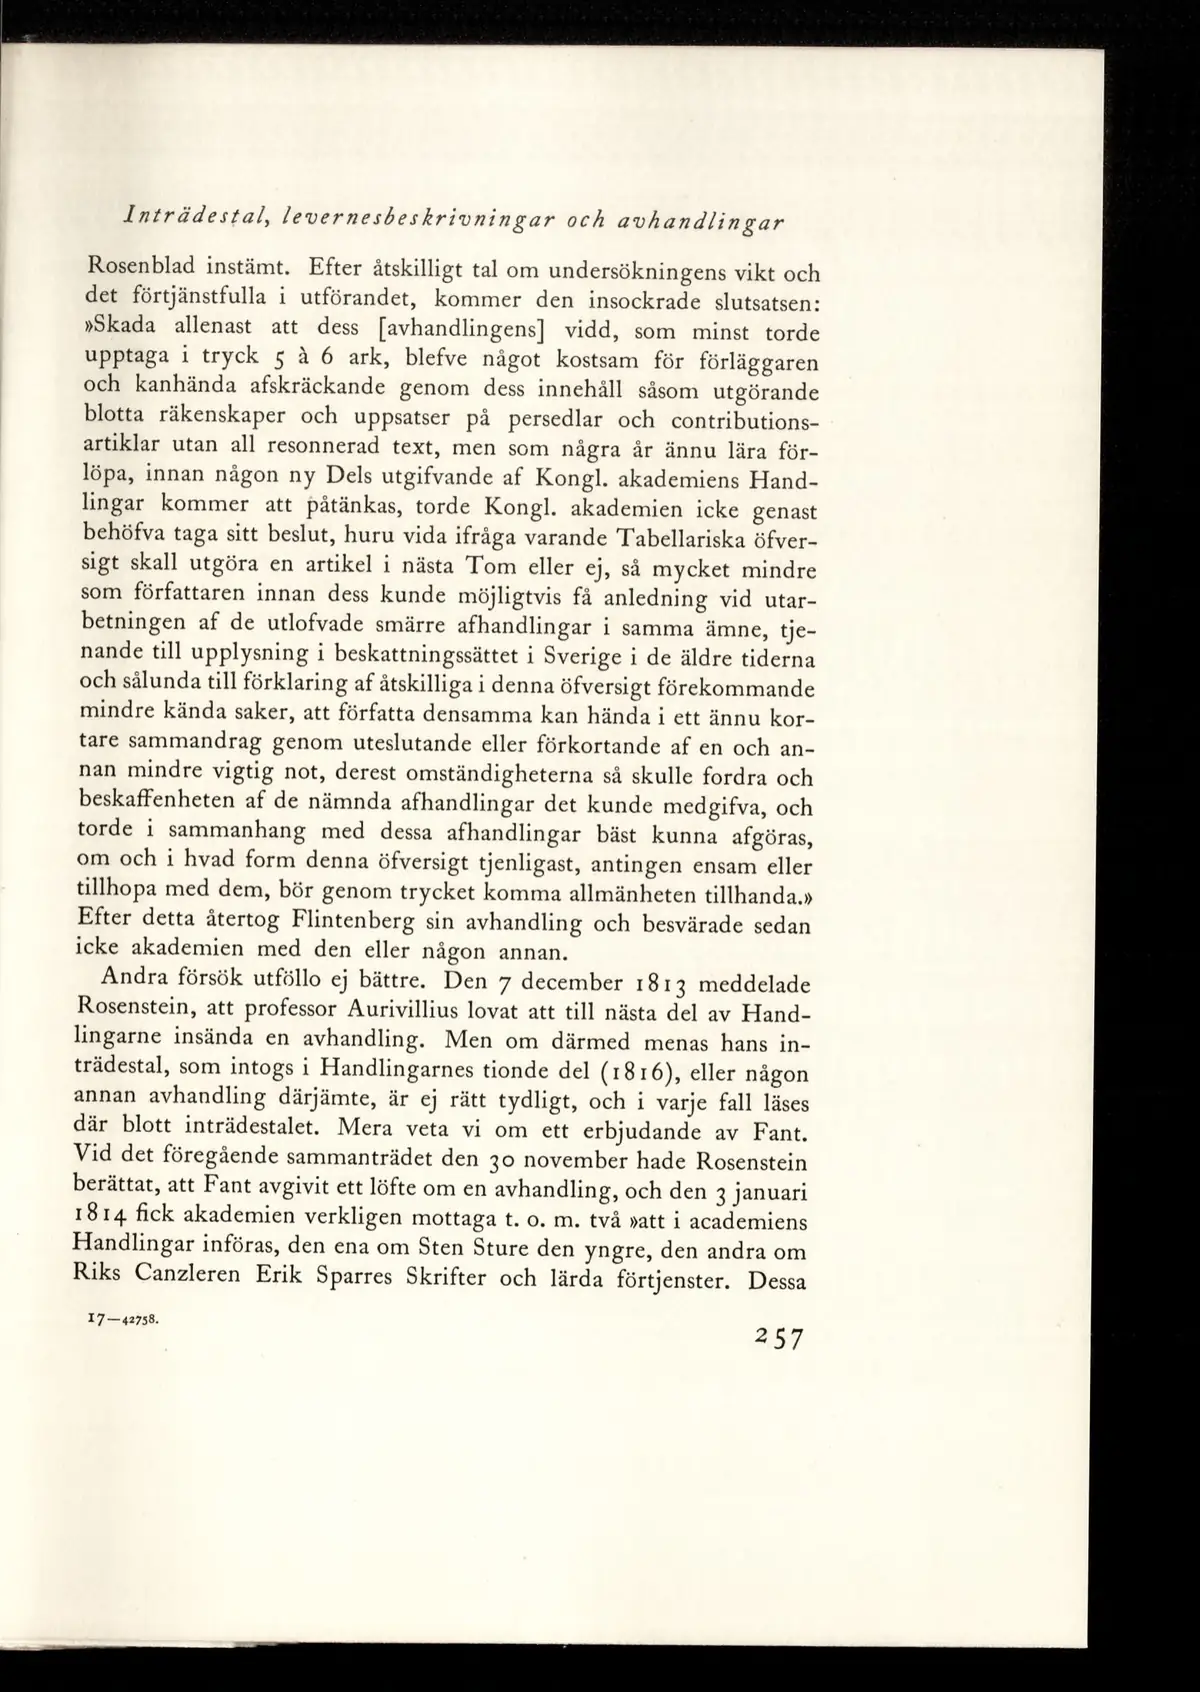 Inträdestal, levernesbeskrivningar och avhandlingar
Rosenblad instämt. Efter åtskilligt tal om undersökningens vikt och
det förtjänstfulla i utförandet, kommer den insockrade slutsatsen:
»Skada allenast att dess [avhandlingens] vidd, som minst torde
upptaga i tryck 5 à 6 ark, blefve något kostsam för förläggaren
och kanhända afskräckande genom dess innehåll såsom utgörande
blotta räkenskaper och uppsatser på persedlar och contributions-
artiklar utan all resonnerad text, men som några år ännu lära för-
löpa, innan någon ny Dels utgifvande af Kongl. akademiens Hand-
lingar kommer att påtänkas, torde Kongl. akademien icke genast
behöfva taga sitt beslut, huru vida ifråga varande Tabellariska öfver-
sigt skall utgöra en artikel i nästa Tom eller ej, så mycket mindre
som författaren innan dess kunde möjligtvis få anledning vid utar-
betningen af de utlofvade smärre afhandlingar i samma ämne, tje-
nande till upplysning i beskattningssättet i Sverige i de äldre tiderna
och sålunda till förklaring af åtskilliga i denna öfversigt förekommande
mindre kända saker, att författa densamma kan hända i ett ännu kor-
tare sammandrag genom uteslutande eller förkortande af en och an-
nan mindre vigtig not, derest omständigheterna så skulle fordra och
beskaffenheten af de nämnda afhandlingar det kunde medgifva, och
torde i sammanhang med dessa afhandlingar bäst kunna afgöras,
om och i hvad form denna öfversigt tjenligast, antingen ensam eller
tillhopa med dem, bör genom trycket komma allmänheten tillhanda.»
Efter detta återtog Flintenberg sin avhandling och besvärade sedan
icke akademien med den eller någon annan.
Andra försök utföllo ej bättre. Den 7 december 1813 meddelade
Rosenstein, att professor Aurivillius lovat att till nästa del av Hand-
lingarne insända en avhandling. Men om därmed menas hans in-
trädestal, som intogs i Handlingarnes tionde del (1816), eller någon
annan avhandling därjämte, är ej rätt tydligt, och i varje fall läses
där blott inträdestalet. Mera veta vi om ett erbjudande av Fant.
Vid det föregående sammanträdet den 30 november hade Rosenstein
berättat, att Fant avgivit ett löfte om en avhandling, och den 3 januari
1814 fick akademien verkligen mottaga t. o. m. två »att i academiens
Handlingar införas, den ena om Sten Sture den yngre, den andra om
Riks Canzleren Erik Sparres Skrifter och lärda förtjenster. Dessa
17—42758.
257